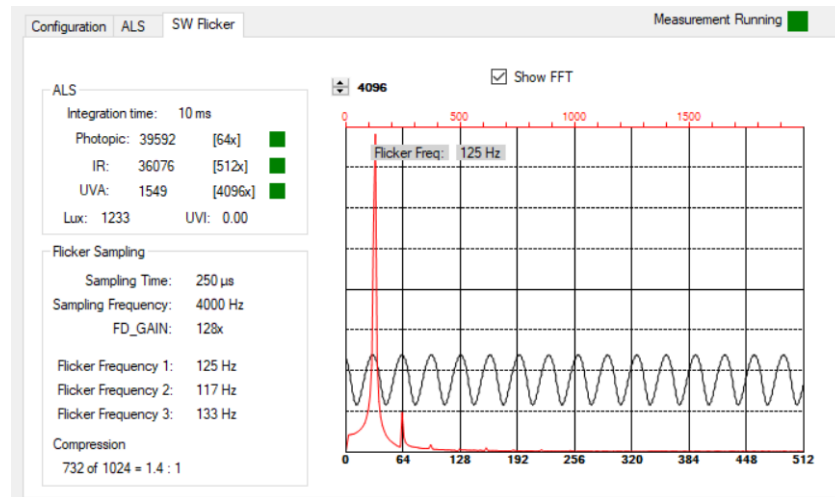 Configuration ALS SW Flicker
Measurement Running
ALS
Integration time: 10 ms
Photopic: 39592 [64x]
IR: 36076 [512x]
UVA: 1549 [4096x]
Lux: 1233 UVI: 0.00
Flicker Sampling
Sampling Time: 250 µs
Sampling Frequency: 4000 Hz
FD_GAIN: 128x
Flicker Frequency 1: 125 Hz
Flicker Frequency 2: 117 Hz
Flicker Frequency 3: 133 Hz
Compression
732 of 1024 = 1.4 : 1
4096
Show FFT
0 500 1000 1500
Flicker Freq: 125 Hz
0 64 128 192 256 320 384 448 512